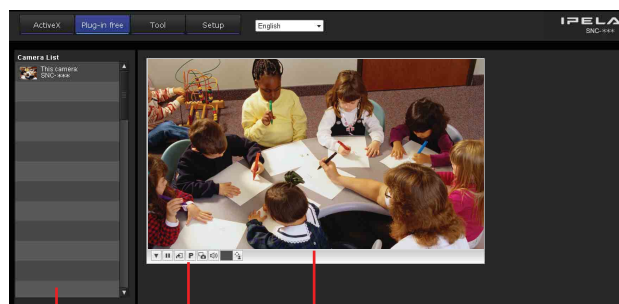 ActiveX Plug-in free Tool Setup English
IPELA
SNC-***
Camera List
This camera:
SNC-***
P